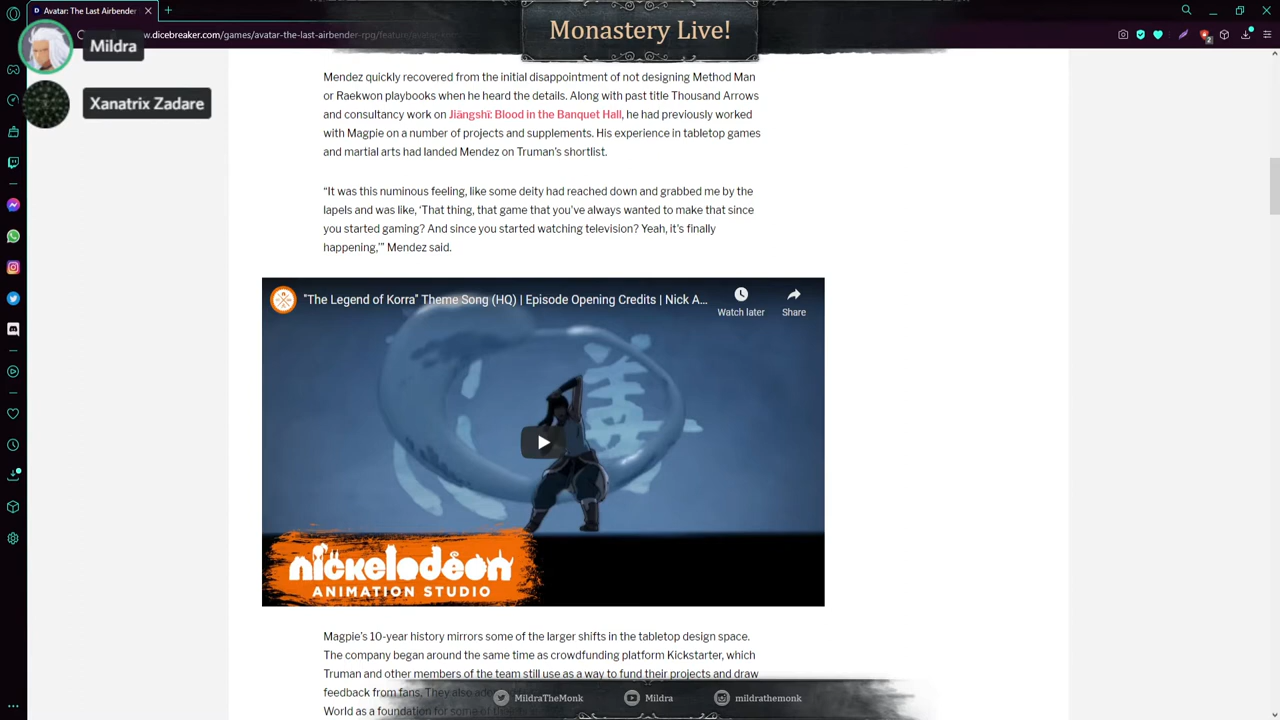 Avatar: The Last Airbender
Monastery Live!
w.dicebreaker.com/games/avatar-the-last-airbender-rpg/feature/
Mildra
Xanatrix Zadare
Mendez quickly recovered from the initial disappointment of not designing Method Man
or Raekwon playbooks when he heard the details. Along with past title Thousand Arrows
and consultancy work on Jiāngshī: Blood in the Banquet Hall, he had previously worked
with Magpie on a number of projects and supplements. His experience in tabletop games
and martial arts had landed Mendez on Truman's shortlist.
“It was this numinous feeling, like some deity had reached down and grabbed me by the
lapels and was like, ‘That thing, that game that you’ve always wanted to make that since
you started gaming? And since you started watching television? Yeah, it’s finally
happening,’” Mendez said.
"The Legend of Korra" Theme Song (HQ) | Episode Opening Credits | Nick A...
Watch later
Share
善
nickelodeon
ANIMATION STUDIO
Magpie’s 10-year history mirrors some of the larger shifts in the tabletop design space.
The company began around the same time as crowdfunding platform Kickstarter, which
Truman and other members of the team still use as a way to fund their projects and draw
feedback from fans. They also
World as a foundation for some of
MildraTheMonk
Mildra
mildrathemonk
2